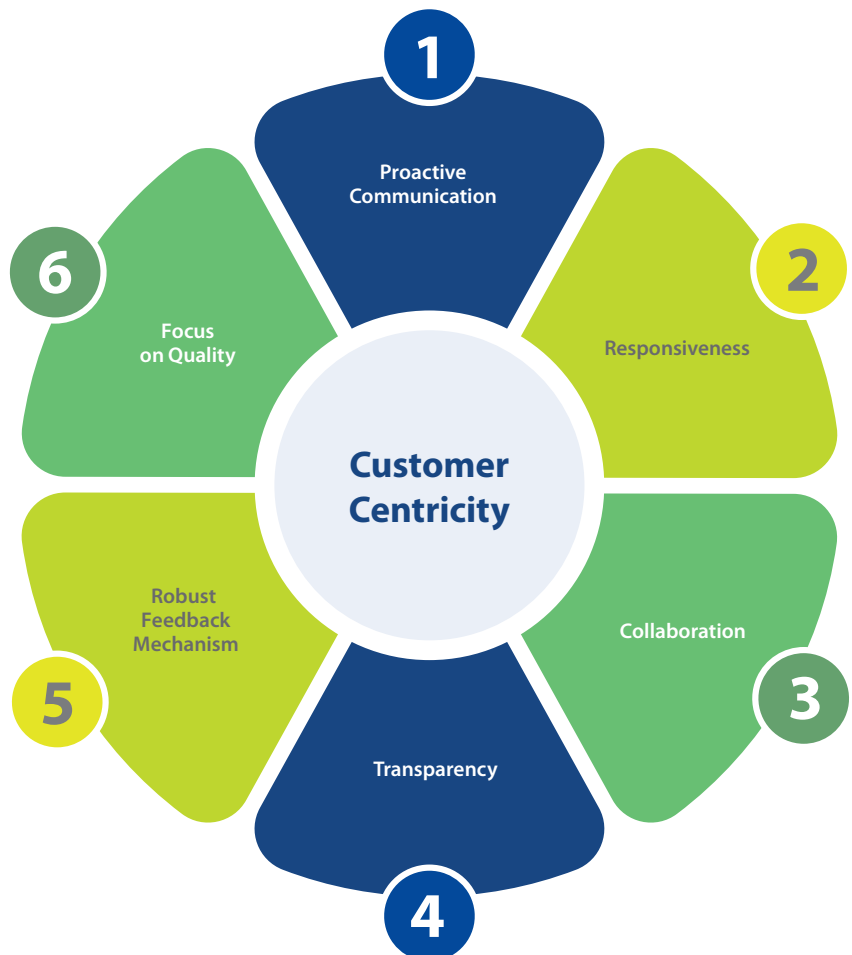 1
Proactive
Communication
2
Responsiveness
3
Collaboration
4
Transparency
5
Robust
Feedback
Mechanism
6
Focus
on Quality
Customer
Centricity